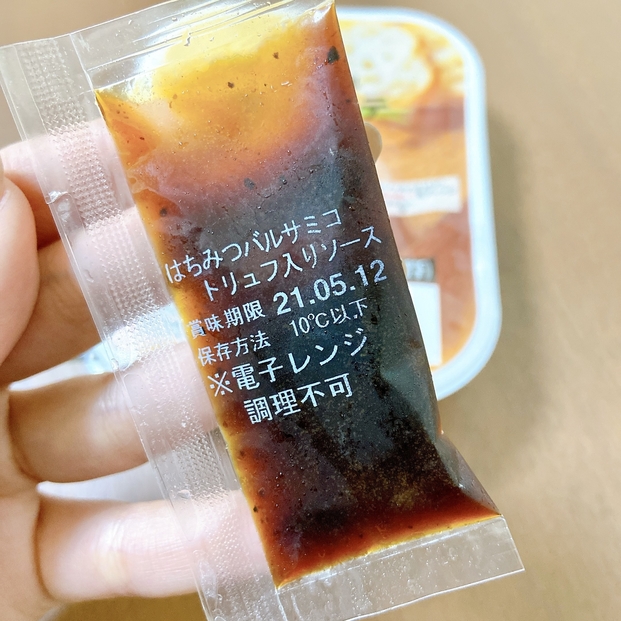 はちみつバルサミコ
トリュフ入りソース
賞味期限 21.05.12
保存方法 10℃以下
※電子レンジ
調理不可